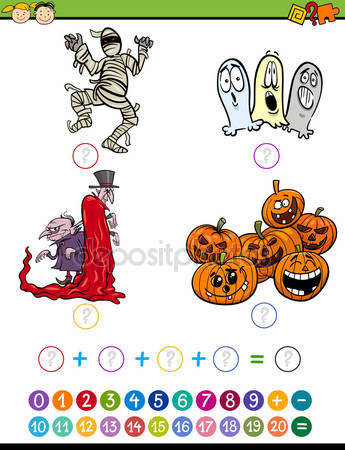 ?
? ?
depositphotos
? ?
? + ? + ? + ? = ?
0 1 2 3 4 5 6 7 8 9 + -
10 11 12 13 14 15 16 17 18 19 20 =